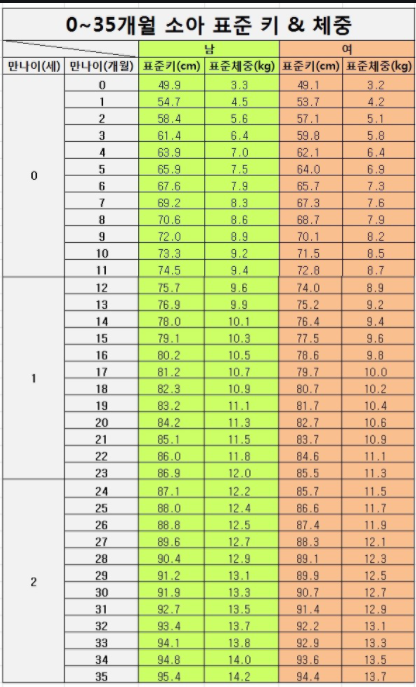 0~35개월 소아 표준 키 & 체중
남 여
만나이(세) 만나이(개월) 표준키(cm) 표준체중(kg) 표준키(cm) 표준체중(kg)
0 49.9 3.3 49.1 3.2
1 54.7 4.5 53.7 4.2
2 58.4 5.6 57.1 5.1
3 61.4 6.4 59.8 5.8
4 63.9 7.0 62.1 6.4
0 5 65.9 7.5 64.0 6.9
6 67.6 7.9 65.7 7.3
7 69.2 8.3 67.3 7.6
8 70.6 8.6 68.7 7.9
9 72.0 8.9 70.1 8.2
10 73.3 9.2 71.5 8.5
11 74.5 9.4 72.8 8.7
12 75.7 9.6 74.0 8.9
13 76.9 9.9 75.2 9.2
14 78.0 10.1 76.4 9.4
15 79.1 10.3 77.5 9.6
16 80.2 10.5 78.6 9.8
1 17 81.2 10.7 79.7 10.0
18 82.3 10.9 80.7 10.2
19 83.2 11.1 81.7 10.4
20 84.2 11.3 82.7 10.6
21 85.1 11.5 83.7 10.9
22 86.0 11.8 84.6 11.1
23 86.9 12.0 85.5 11.3
24 87.1 12.2 85.7 11.5
25 88.0 12.4 86.6 11.7
26 88.8 12.5 87.4 11.9
27 89.6 12.7 88.3 12.1
28 90.4 12.9 89.1 12.3
2 29 91.2 13.1 89.9 12.5
30 91.9 13.3 90.7 12.7
31 92.7 13.5 91.4 12.9
32 93.4 13.7 92.2 13.1
33 94.1 13.8 92.9 13.3
34 94.8 14.0 93.6 13.5
35 95.4 14.2 94.4 13.7